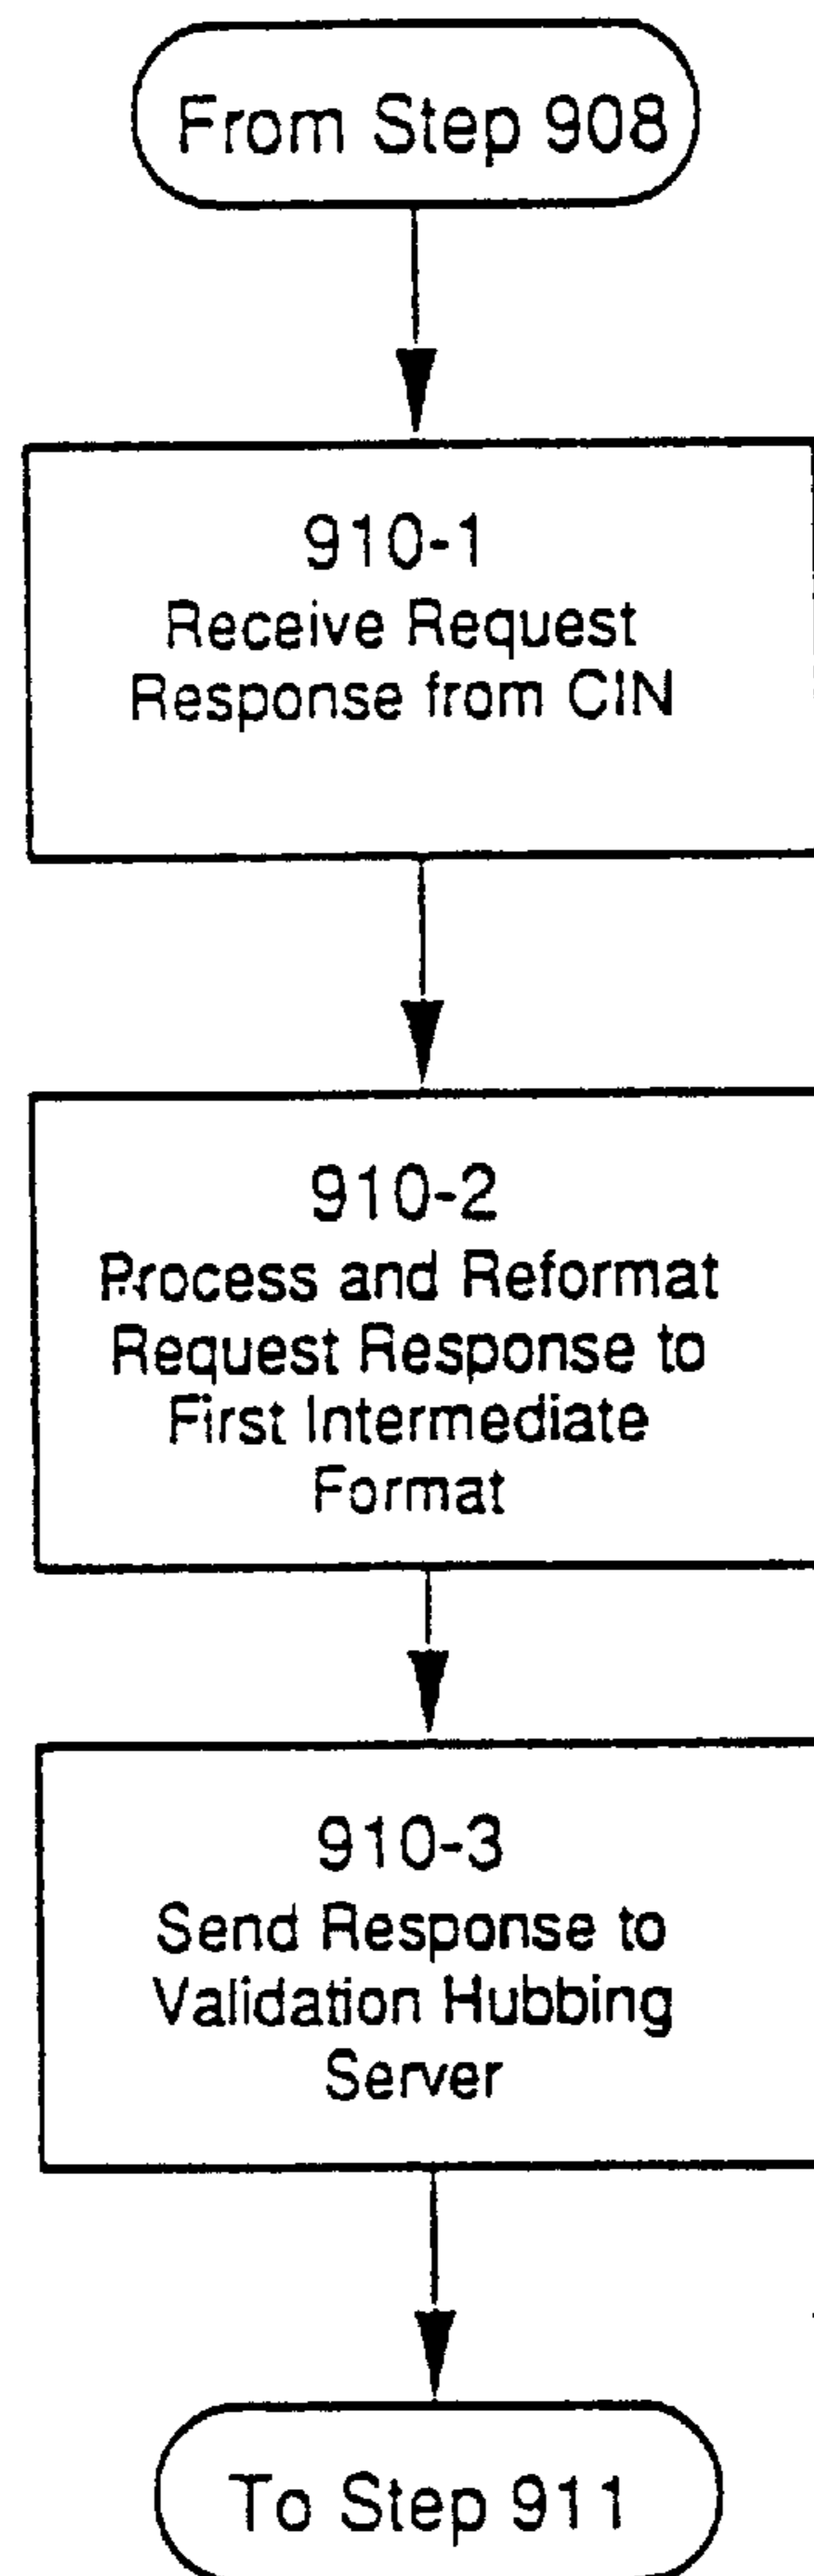 From Step 908
910-1
Receive Request
Response from CIN
910-2
Process and Reformat
Request Response to
First Intermediate
Format
910-3
Send Response to
Validation Hubbing
Server
To Step 911